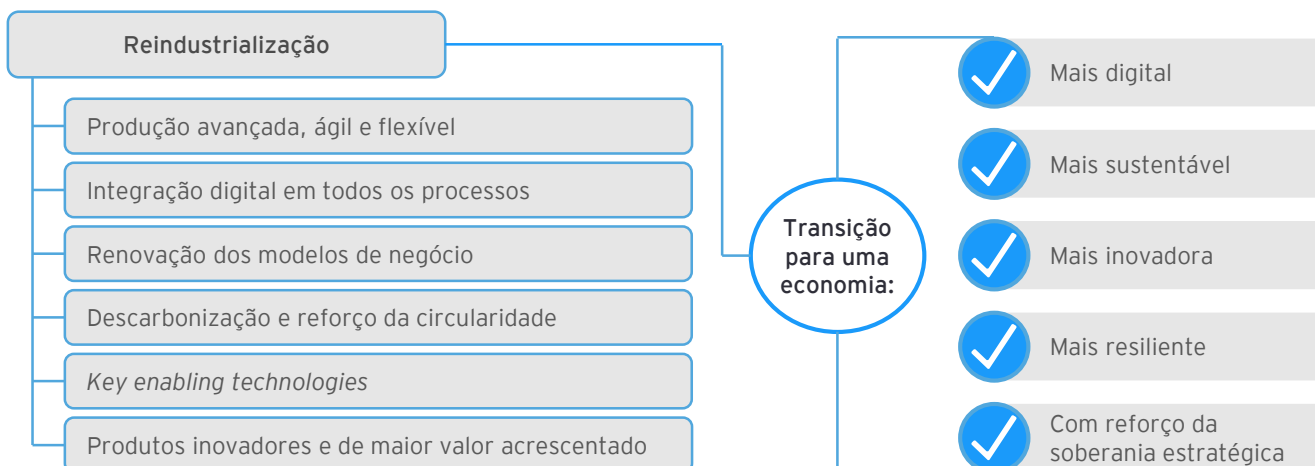 Reindustrialização
Produção avançada, ágil e flexível
Integração digital em todos os processos
Renovação dos modelos de negócio
Descarbonização e reforço da circularidade
Key enabling technologies
Produtos inovadores e de maior valor acrescentado
Transição
para uma
economia:
Mais digital
Mais sustentável
Mais inovadora
Mais resiliente
Com reforço da
soberania estratégica